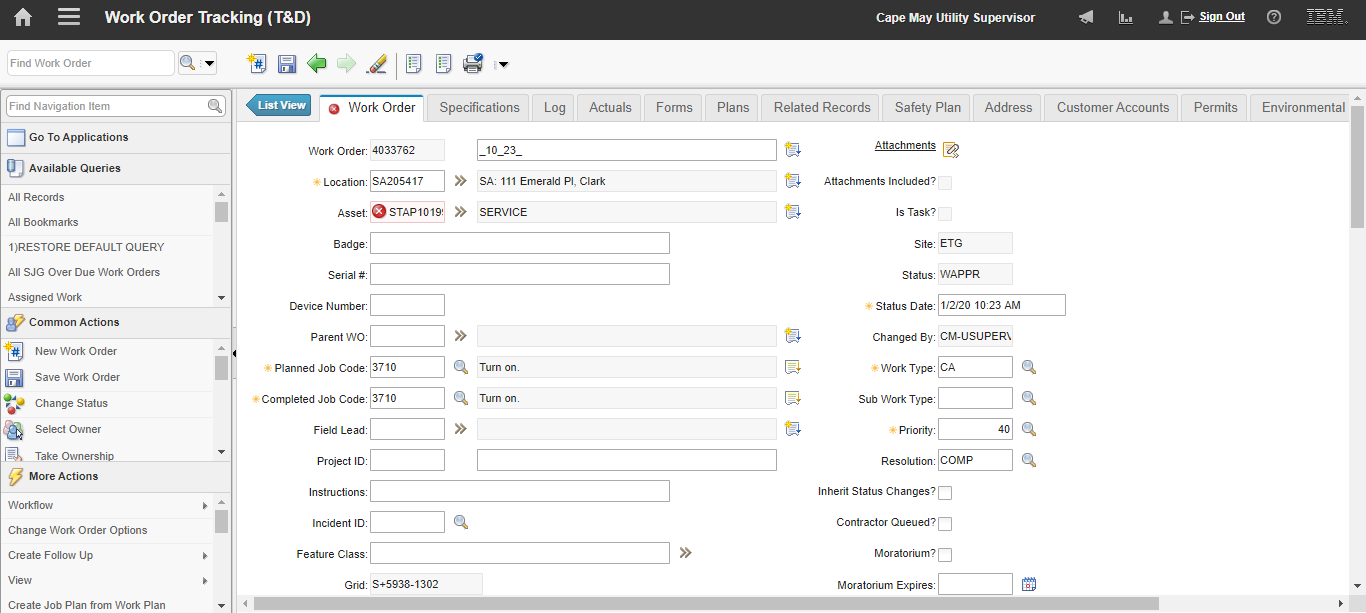 Work Order Tracking (T&D)
Cape May Utility Supervisor
Sign Out
IBM.
Find Work Order
Find Navigation Item
Go To Applications
Available Queries
All Records
All Bookmarks
1)RESTORE DEFAULT QUERY
All SJG Over Due Work Orders
Assigned Work
Common Actions
New Work Order
Save Work Order
Change Status
Select Owner
Take Ownership
More Actions
Workflow
Change Work Order Options
Create Follow Up
View
Create Job Plan from Work Plan
List View
Work Order Specifications Log Actuals Forms Plans Related Records Safety Plan Address Customer Accounts Permits Environmental
Work Order: 4033762 _10_23_
Location: SA205417 SA: 111 Emerald Pl, Clark
Asset: STAP1019 SERVICE
Badge:
Serial #:
Device Number:
Parent WO:
Planned Job Code: 3710 Turn on.
Completed Job Code: 3710 Turn on.
Field Lead:
Project ID:
Instructions:
Incident ID:
Feature Class:
Grid: S+5938-1302
Attachments
Attachments Included?
Is Task?
Site: ETG
Status: WAPPR
Status Date: 1/2/20 10:23 AM
Changed By: CM-USUPERV
Work Type: CA
Sub Work Type:
Priority: 40
Resolution: COMP
Inherit Status Changes?
Contractor Queued?
Moratorium?
Moratorium Expires: